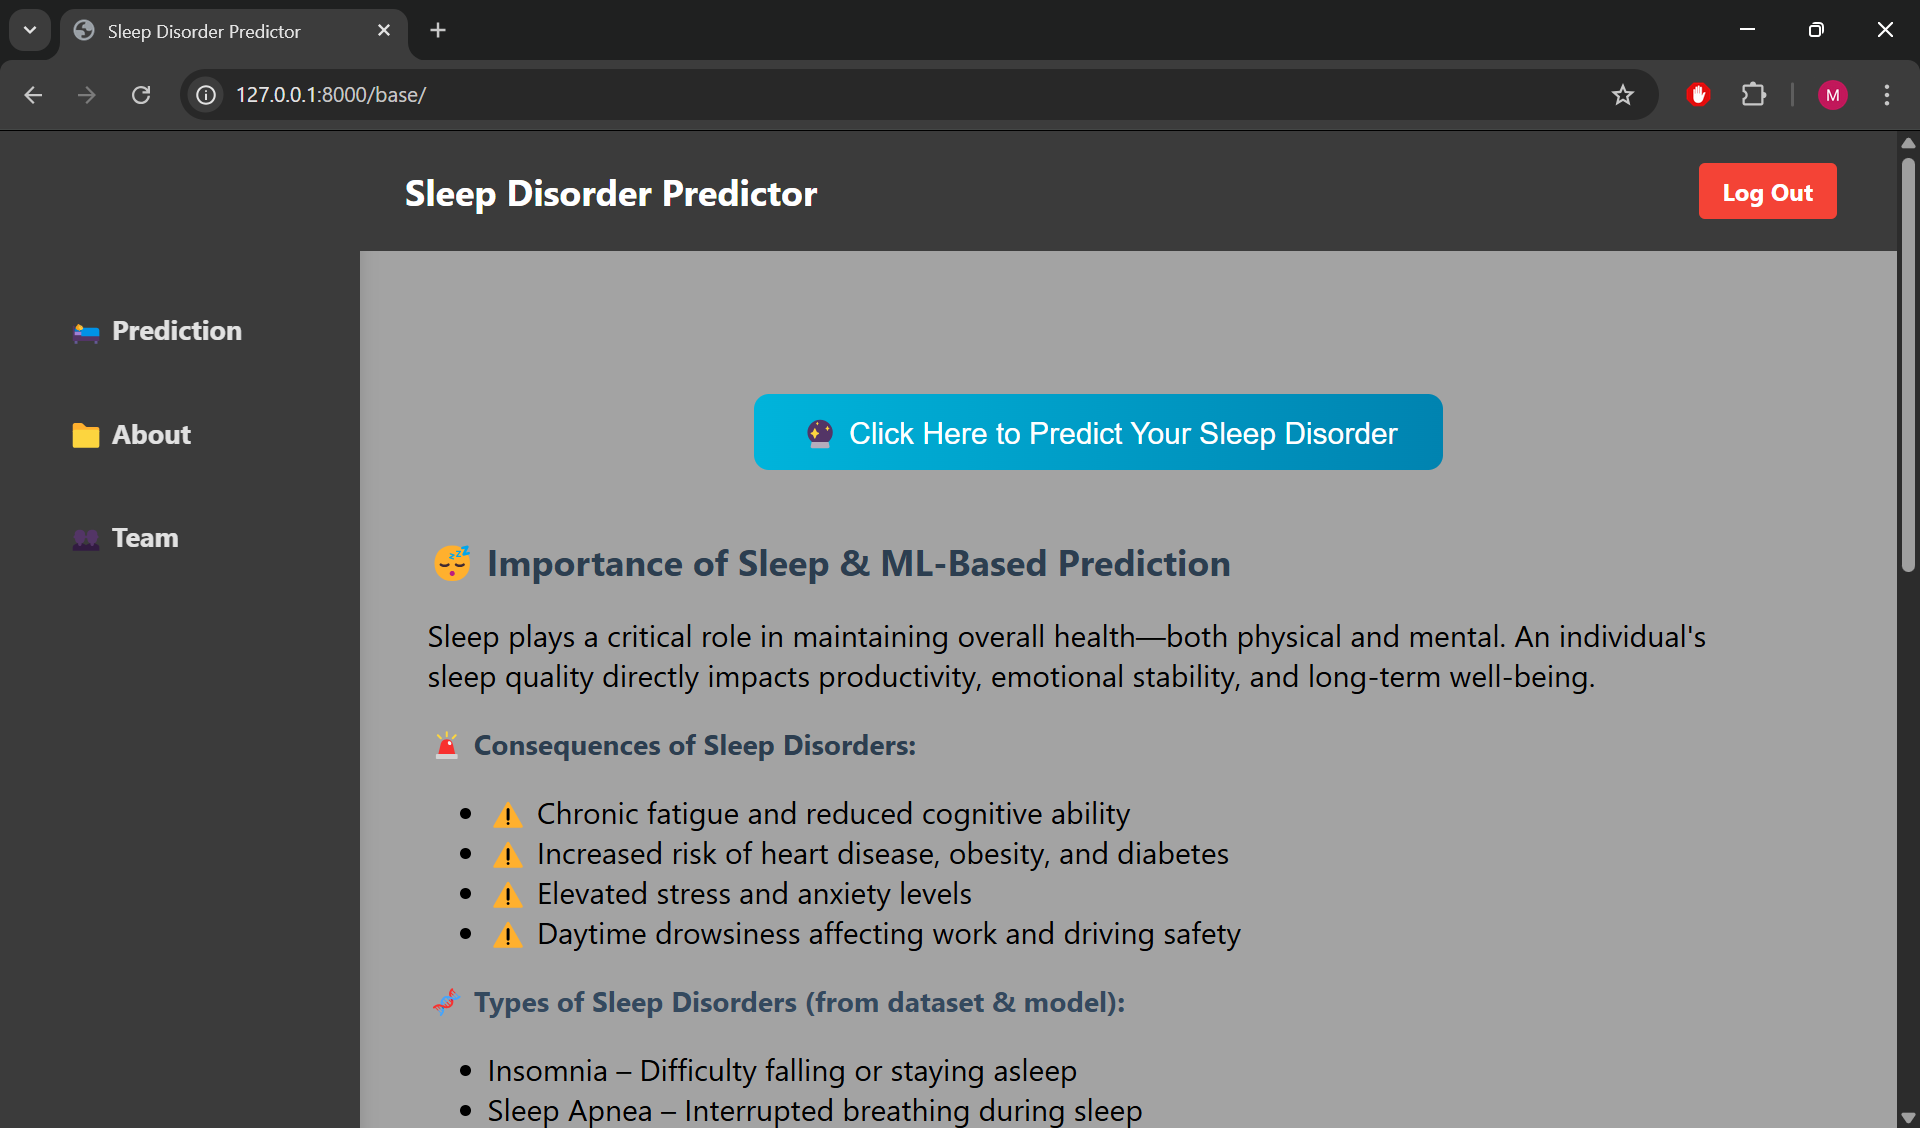 Sleep Disorder Predictor
127.0.0.1:8000/base/
M
Sleep Disorder Predictor
Log Out
Prediction
About
Team
Click Here to Predict Your Sleep Disorder
Importance of Sleep & ML-Based Prediction
Sleep plays a critical role in maintaining overall health—both physical and mental. An individual's
sleep quality directly impacts productivity, emotional stability, and long-term well-being.
Consequences of Sleep Disorders:
Chronic fatigue and reduced cognitive ability
Increased risk of heart disease, obesity, and diabetes
Elevated stress and anxiety levels
Daytime drowsiness affecting work and driving safety
Types of Sleep Disorders (from dataset & model):
Insomnia – Difficulty falling or staying asleep
Sleep Apnea – Interrupted breathing during sleep